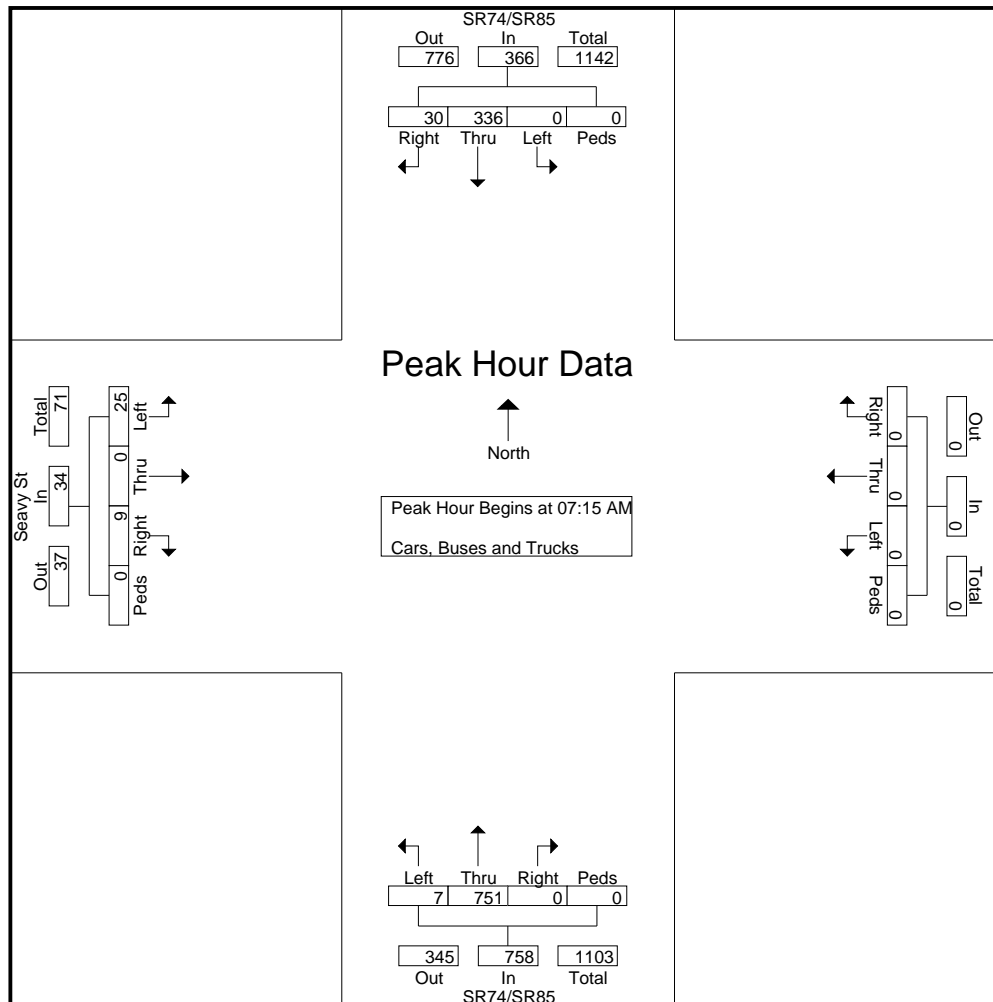 SR74/SR85
Out In Total
776 366 1142
30 336 0 0
Right Thru Left Peds
Peak Hour Data
North
Peak Hour Begins at 07:15 AM
Cars, Buses and Trucks
Seavy St
Total In Out
71 34 37
25 0 9 0
Left Thru Right Peds
Right Thru Left Peds
0 0 0 0
Out In Total
0 0 0
Left Thru Right Peds
7 751 0 0
345 758 1103
Out In Total
SR74/SR85